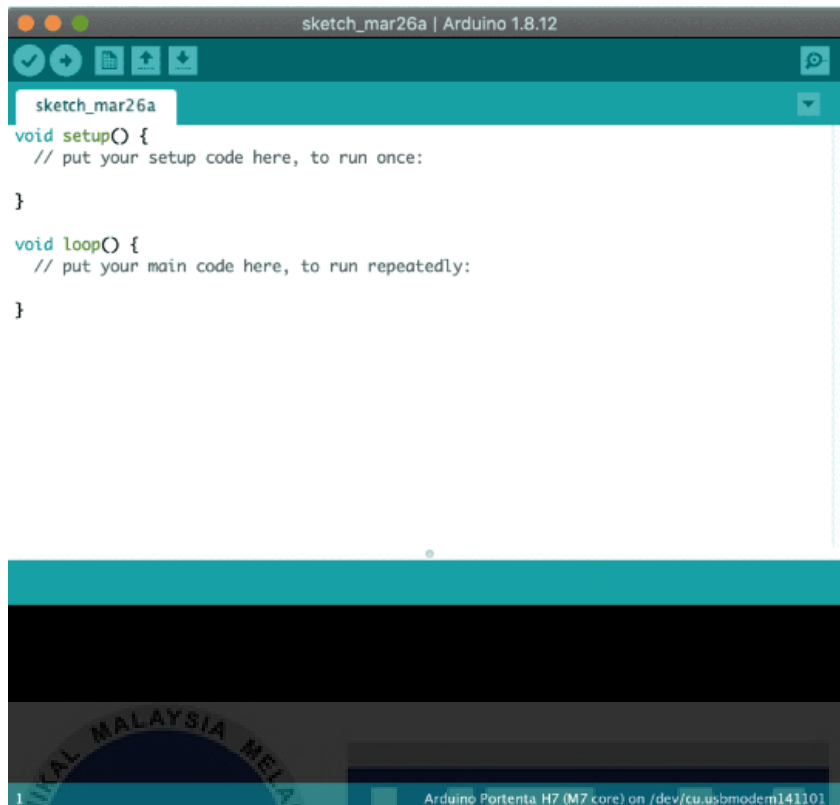 sketch_mar26a | Arduino 1.8.12
sketch_mar26a
void setup() {
// put your setup code here, to run once:
}
void loop() {
// put your main code here, to run repeatedly:
}
MALAYSIA
1
Arduino Portenta H7 (M7 core) on /dev/cu.usbmodem141101